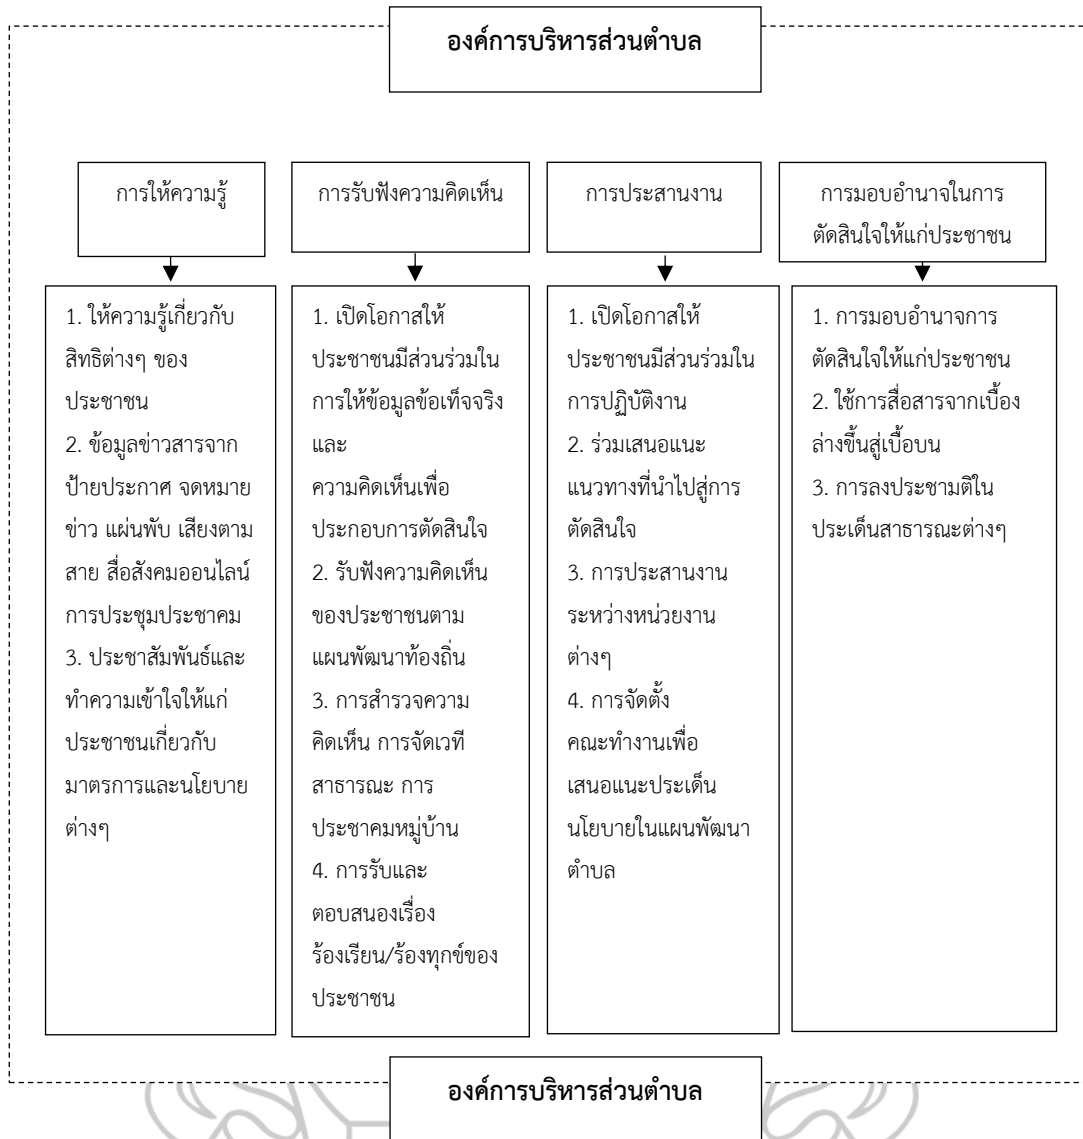 องค์การบริหารส่วนตำบล
การให้ความรู้
1. ให้ความรู้เกี่ยวกับ
สิทธิต่างๆ ของ
ประชาชน
2. ข้อมูลข่าวสารจาก
ป้ายประกาศ จดหมาย
ข่าว แผ่นพับ เสียงตาม
สาย สื่อสังคมออนไลน์
การประชุมประชาคม
3. ประชาสัมพันธ์และ
ทำความเข้าใจให้แก่
ประชาชนเกี่ยวกับ
มาตรการและนโยบาย
ต่างๆ
การรับฟังความคิดเห็น
1. เปิดโอกาสให้
ประชาชนมีส่วนร่วมใน
การให้ข้อมูลข้อเท็จจริง
และ
ความคิดเห็นเพื่อ
ประกอบการตัดสินใจ
2. รับฟังความคิดเห็น
ของประชาชนตาม
แผนพัฒนาท้องถิ่น
3. การสำรวจความ
คิดเห็น การจัดเวที
สาธารณะ การ
ประชาคมหมู่บ้าน
4. การรับและ
ตอบสนองเรื่อง
ร้องเรียน/ร้องทุกข์ของ
ประชาชน
การประสานงาน
1. เปิดโอกาสให้
ประชาชนมีส่วนร่วมใน
การปฏิบัติงาน
2. ร่วมเสนอแนะ
แนวทางที่นำไปสู่การ
ตัดสินใจ
3. การประสานงาน
ระหว่างหน่วยงาน
ต่างๆ
4. การจัดตั้ง
คณะทำงานเพื่อ
เสนอแนะประเด็น
นโยบายในแผนพัฒนา
ตำบล
การมอบอำนาจในการ
ตัดสินใจให้แก่ประชาชน
1. การมอบอำนาจการ
ตัดสินใจให้แก่ประชาชน
2. ใช้การสื่อสารจากเบื้อง
ล่างขึ้นสู่เบื้อบน
3. การลงประชามติใน
ประเด็นสาธารณะต่างๆ
องค์การบริหารส่วนตำบล